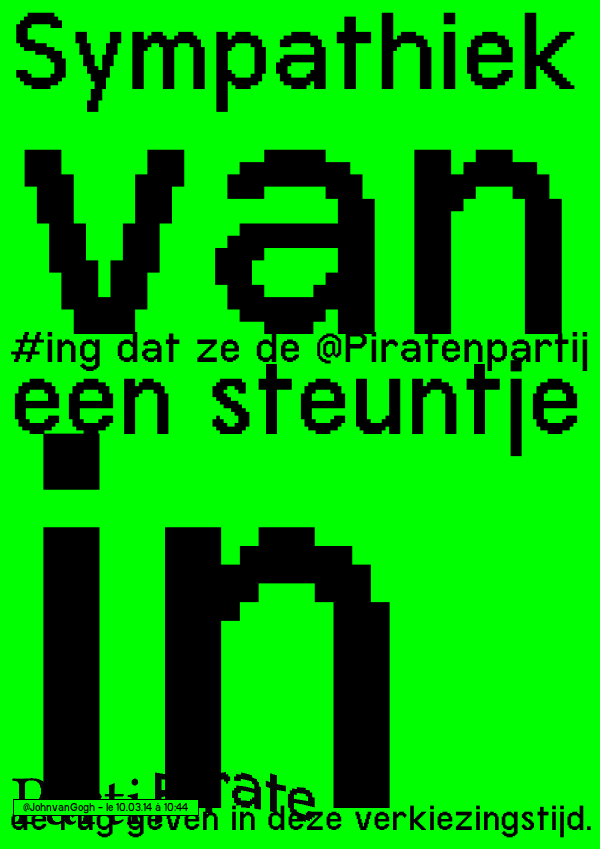 Sympathiek
van
#ing dat ze de @Piratenpartij
een steuntje
in
Parti Pirate
@JohnvanGogh – le 10.03.14 à 10:44
de rug geven in deze verkiezingstijd.